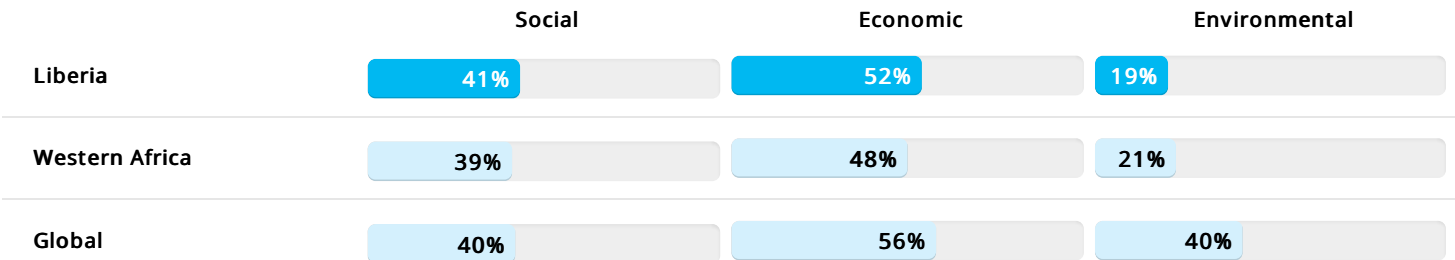 Social Economic Environmental
Liberia 41% 52% 19%
Western Africa 39% 48% 21%
Global 40% 56% 40%